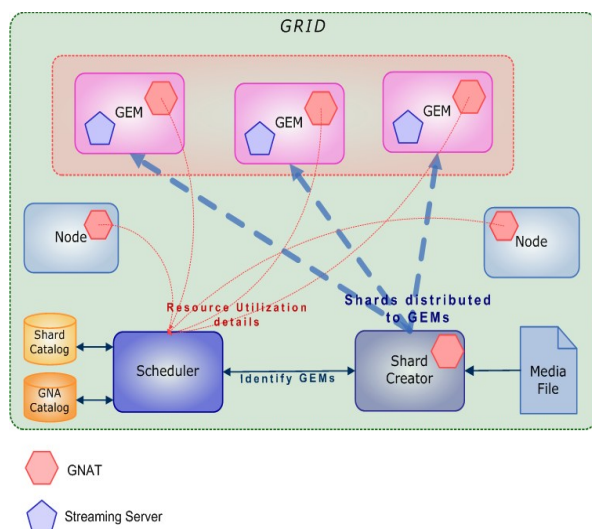 GRID
GEM
GEM
GEM
Node
Node
Resource Utilization
details
Shards distributed
to GEMs
Shard
Catalog
GNA
Catalog
Scheduler
Identify GEMs
Shard
Creator
Media
File
GNAT
Streaming Server